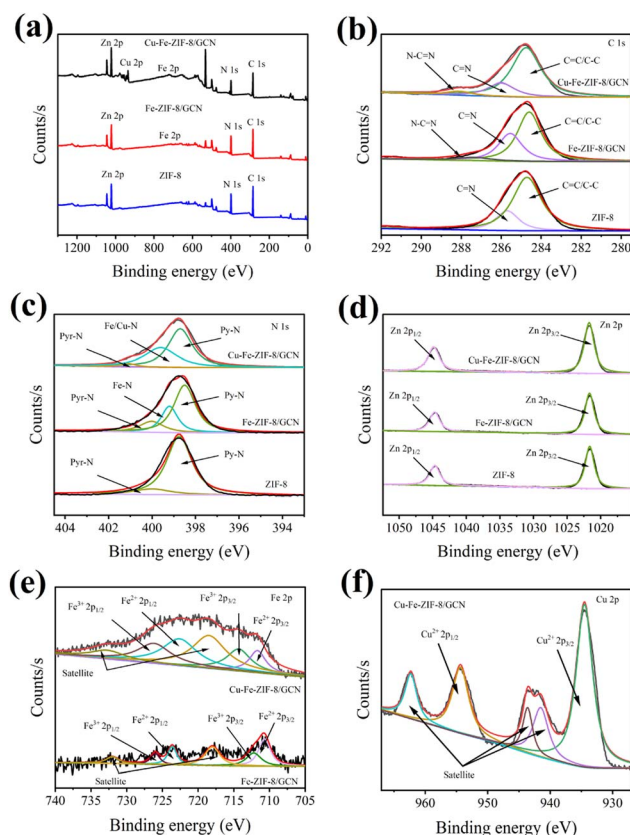 (a)
Zn 2p
Cu 2p
Cu-Fe-ZIF-8/GCN
Fe 2p
N 1s
C 1s
Zn 2p
Fe-ZIF-8/GCN
Fe 2p
N 1s
C 1s
Zn 2p
ZIF-8
N 1s
C 1s
Counts/s
1200 1000 800 600 400 200 0
Binding energy (eV)
(b)
C 1s
N-C=N
C=N
C=C/C-C
Cu-Fe-ZIF-8/GCN
N-C=N
C=N
C=C/C-C
Fe-ZIF-8/GCN
C=N
C=C/C-C
ZIF-8
Counts/s
292 290 288 286 284 282 280
Binding energy (eV)
(c)
N 1s
Fe/Cu-N
Pyr-N
Py-N
Cu-Fe-ZIF-8/GCN
Fe-N
Pyr-N
Py-N
Fe-ZIF-8/GCN
Pyr-N
Py-N
ZIF-8
Counts/s
404 402 400 398 396 394
Binding energy (eV)
(d)
Zn 2p
Zn 2p1/2
Zn 2p3/2
Cu-Fe-ZIF-8/GCN
Zn 2p1/2
Zn 2p3/2
Fe-ZIF-8/GCN
Zn 2p1/2
Zn 2p3/2
ZIF-8
Counts/s
1050 1045 1040 1035 1030 1025 1020
Binding energy (eV)
(e)
Fe 2p
Fe3+ 2p1/2
Fe2+ 2p1/2
Fe3+ 2p3/2
Fe2+ 2p3/2
Satellite
Cu-Fe-ZIF-8/GCN
Fe3+ 2p1/2
Fe2+ 2p1/2
Fe3+ 2p3/2
Fe2+ 2p3/2
Satellite
Fe-ZIF-8/GCN
Counts/s
740 735 730 725 720 715 710 705
Binding energy (eV)
(f)
Cu 2p
Cu-Fe-ZIF-8/GCN
Cu2+ 2p1/2
Cu2+ 2p3/2
Satellite
Counts/s
960 950 940 930
Binding energy (eV)